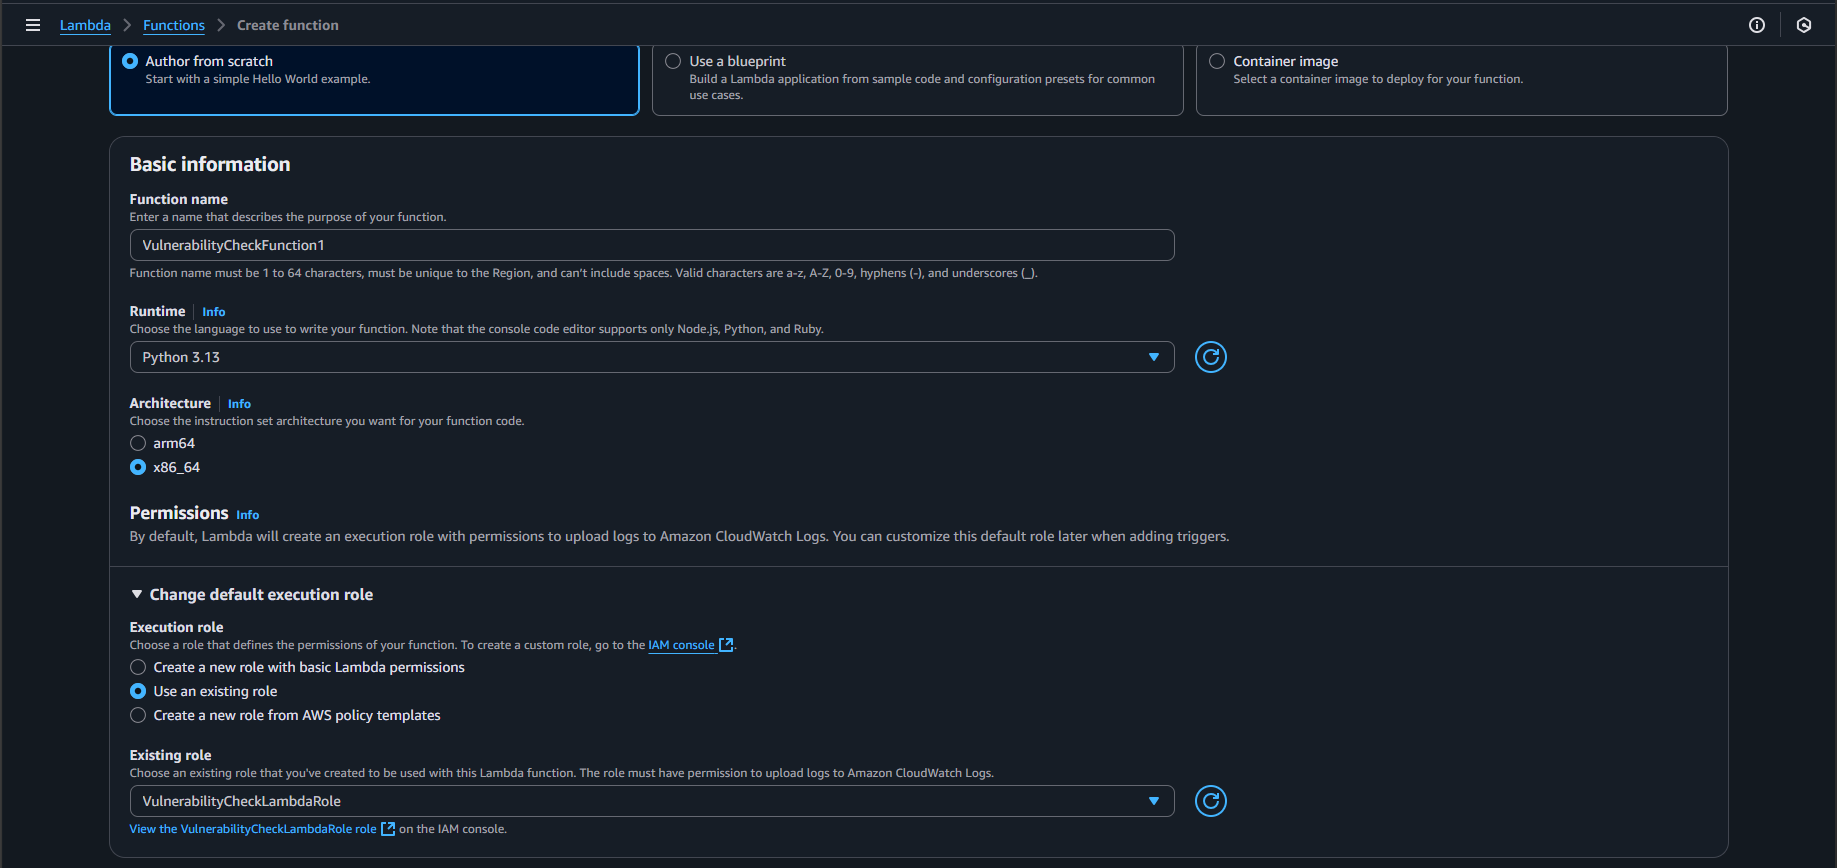 Lambda > Functions > Create function
Author from scratch
Start with a simple Hello World example.
Use a blueprint
Build a Lambda application from sample code and configuration presets for common
use cases.
Container image
Select a container image to deploy for your function.
Basic information
Function name
Enter a name that describes the purpose of your function.
VulnerabilityCheckFunction1
Function name must be 1 to 64 characters, must be unique to the Region, and can't include spaces. Valid characters are a-z, A-Z, 0-9, hyphens (-), and underscores (_).
Runtime | Info
Choose the language to use to write your function. Note that the console code editor supports only Node.js, Python, and Ruby.
Python 3.13
Architecture | Info
Choose the instruction set architecture you want for your function code.
arm64
x86_64
Permissions Info
By default, Lambda will create an execution role with permissions to upload logs to Amazon CloudWatch Logs. You can customize this default role later when adding triggers.
Change default execution role
Execution role
Choose a role that defines the permissions of your function. To create a custom role, go to the IAM console.
Create a new role with basic Lambda permissions
Use an existing role
Create a new role from AWS policy templates
Existing role
Choose an existing role that you've created to be used with this Lambda function. The role must have permission to upload logs to Amazon CloudWatch Logs.
VulnerabilityCheckLambdaRole
View the VulnerabilityCheckLambdaRole role on the IAM console.